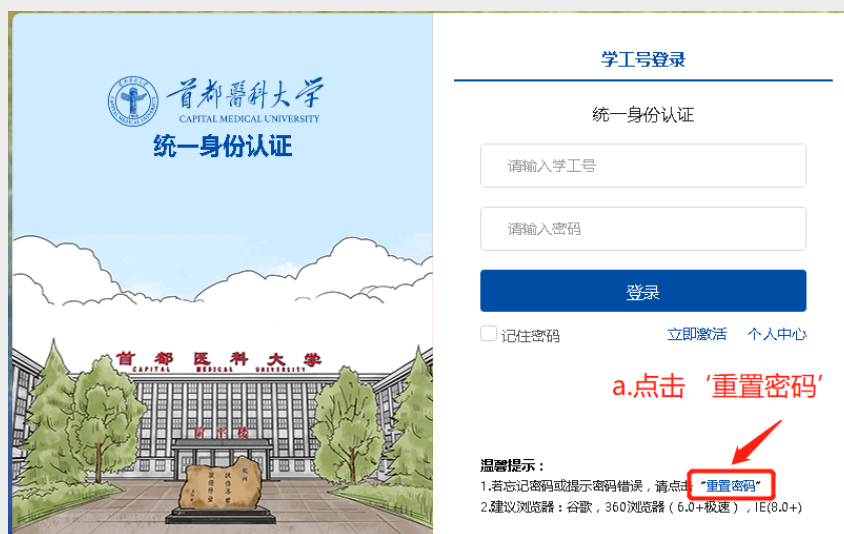 首都醫科大学
CAPITAL MEDICAL UNIVERSITY
统一身份认证
首都医科大学
CAPITAL MEDICAL UNIVERSITY
学工号登录
统一身份认证
请输入学工号
请输入密码
登录
记住密码 立即激活 个人中心
a.点击‘重置密码’
温馨提示：
1.若忘记密码或提示密码错误，请点击 “重置密码”
2.建议浏览器：谷歌，360浏览器（6.0+极速），IE(8.0+)